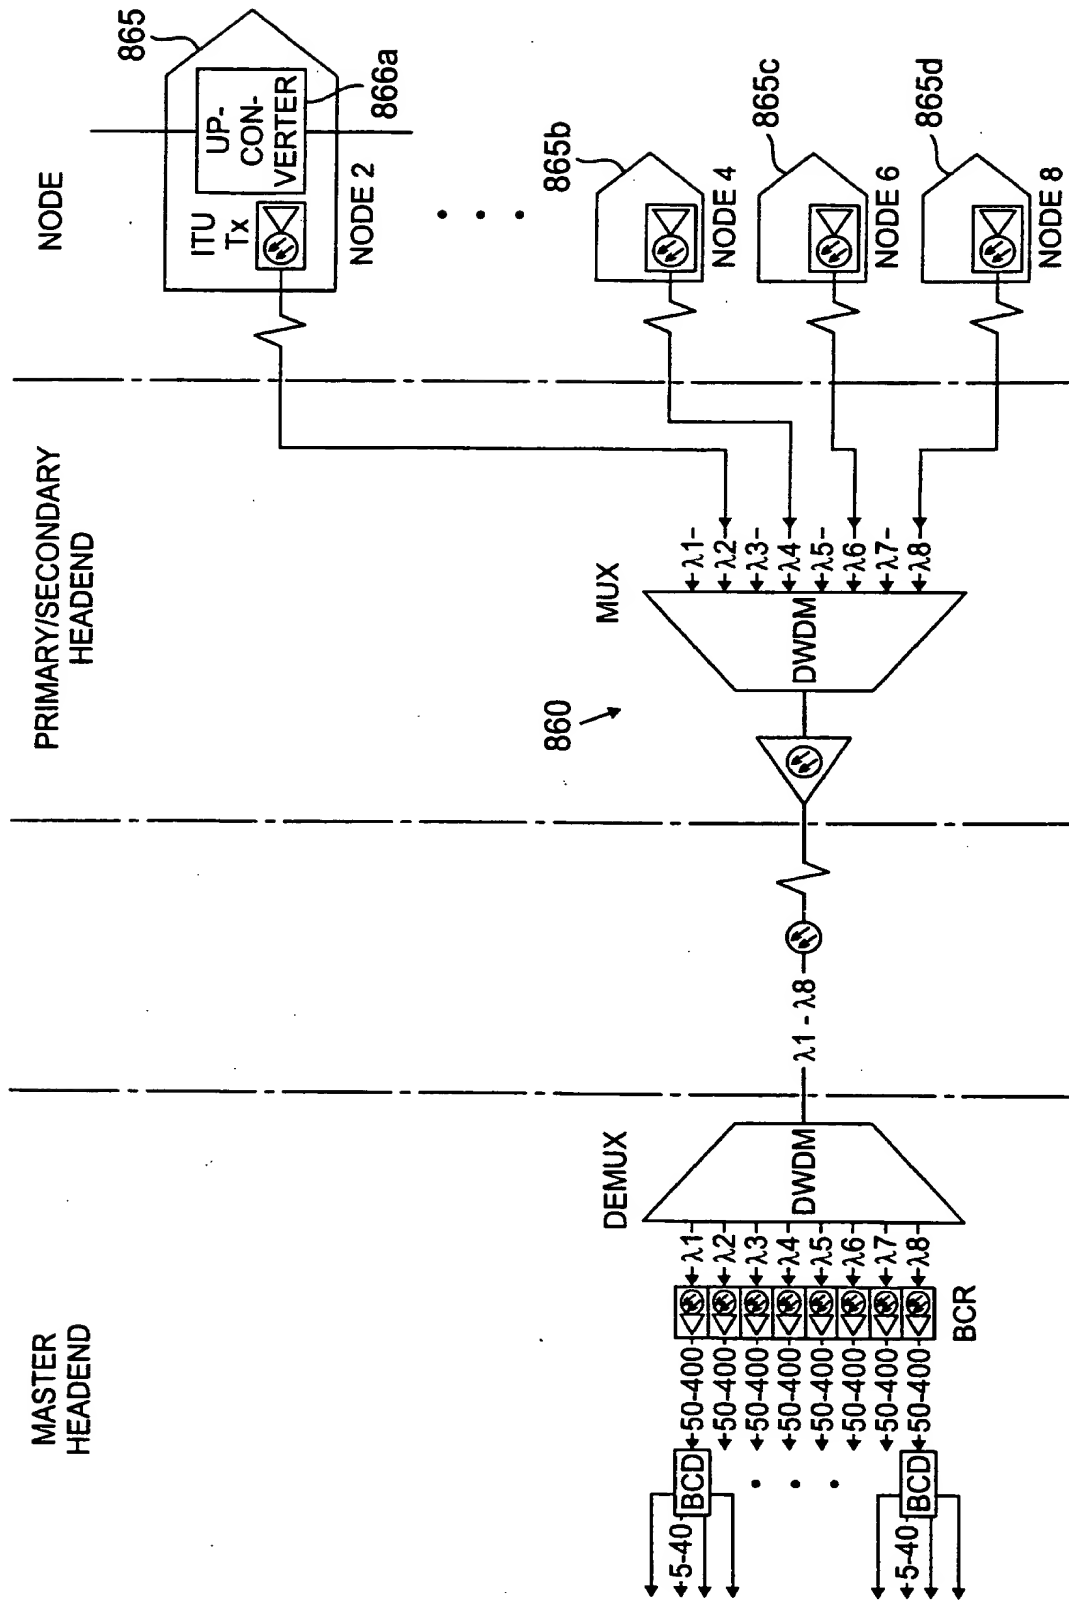 MASTER
HEADEND
PRIMARY/SECONDARY
HEADEND
NODE
865
UP-
CON-
VERTER
866a
ITU
Tx
NODE 2
865b
NODE 4
865c
NODE 6
865d
NODE 8
860
MUX
DWDM
λ1
λ2
λ3
λ4
λ5
λ6
λ7
λ8
λ1 - λ8
DEMUX
DWDM
λ1
λ2
λ3
λ4
λ5
λ6
λ7
λ8
BCR
50-400
50-400
50-400
50-400
50-400
50-400
50-400
50-400
BCD
5-40
BCD
5-40